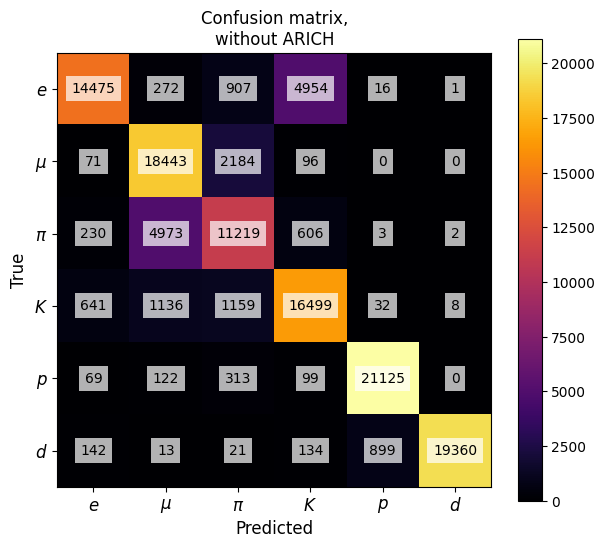 Confusion matrix,
without ARICH
True
e 14475 272 907 4954 16 1
μ 71 18443 2184 96 0 0
π 230 4973 11219 606 3 2
K 641 1136 1159 16499 32 8
p 69 122 313 99 21125 0
d 142 13 21 134 899 19360
e μ π K p d
Predicted
20000
17500
15000
12500
10000
7500
5000
2500
0